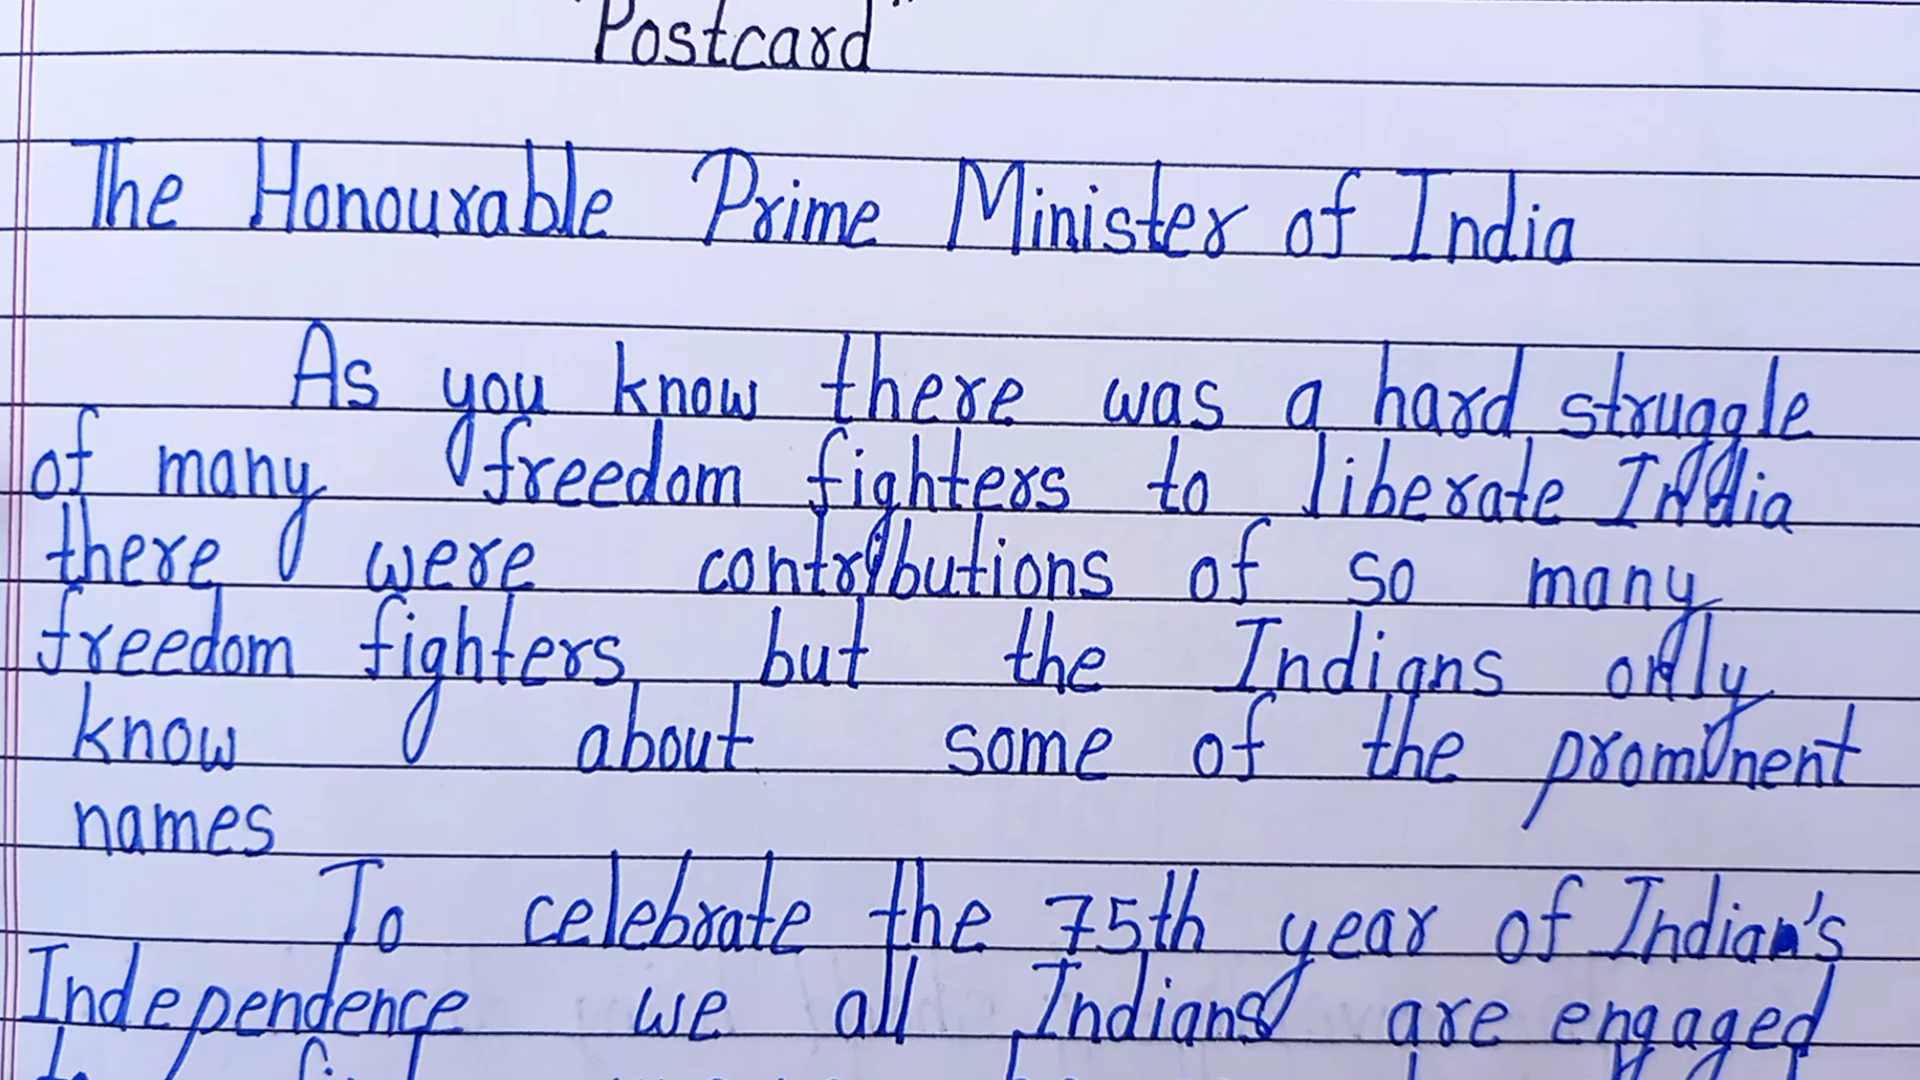 "Postcard"
The Honourable Prime Minister of India
As you know there was a hard struggle
of many freedom fighters to liberate India
there were contributions of so many
freedom fighters but the Indians only
know about some of the prominent
names
To celebrate the 75th year of Indian's
Independence we all Indians are engaged